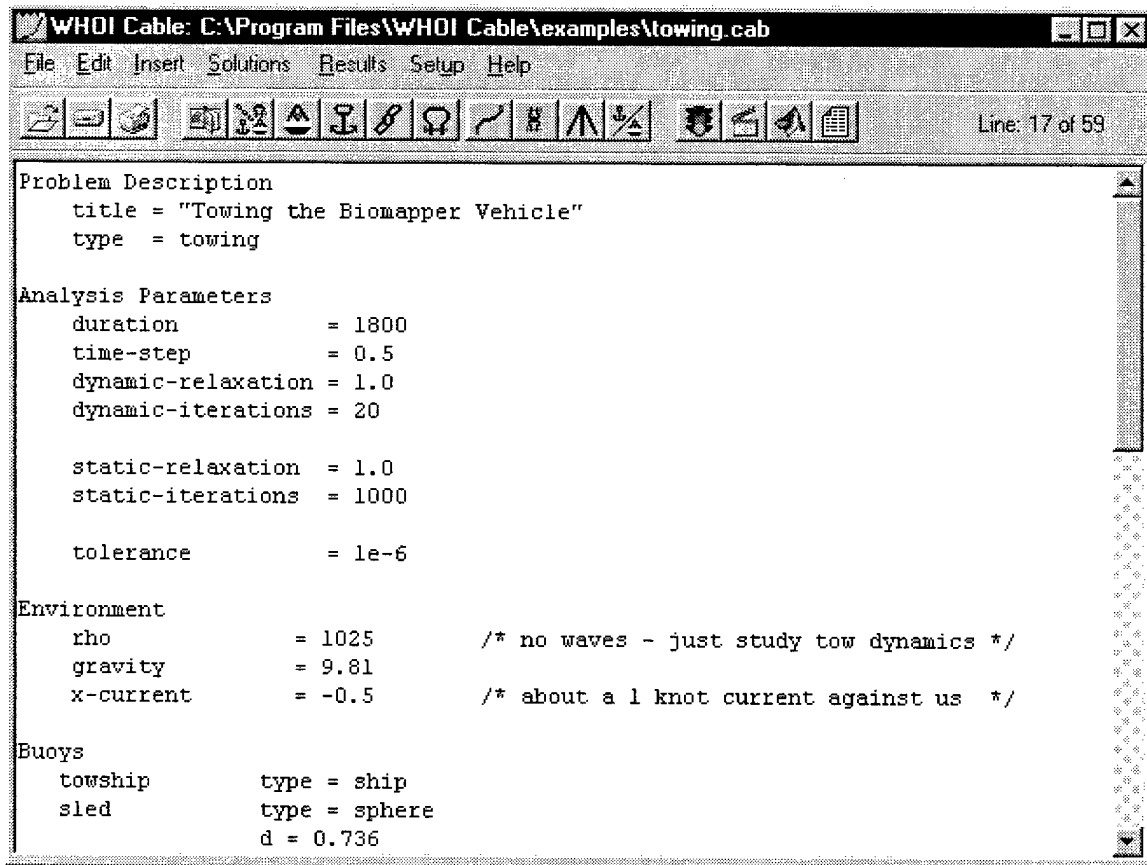 WHOI Cable: C:\Program Files\WHOI Cable\examples\towing.cab
File Edit Insert Solutions Results Setup Help
Line: 17 of 59
Problem Description
    title = "Towing the Biomapper Vehicle"
    type  = towing

Analysis Parameters
    duration           = 1800
    time-step          = 0.5
    dynamic-relaxation = 1.0
    dynamic-iterations = 20

    static-relaxation  = 1.0
    static-iterations  = 1000

    tolerance          = 1e-6

Environment
    rho              = 1025       /* no waves - just study tow dynamics */
    gravity          = 9.81
    x-current        = -0.5       /* about a 1 knot current against us  */

Buoys
   towship        type = ship
   sled           type = sphere
                  d = 0.736